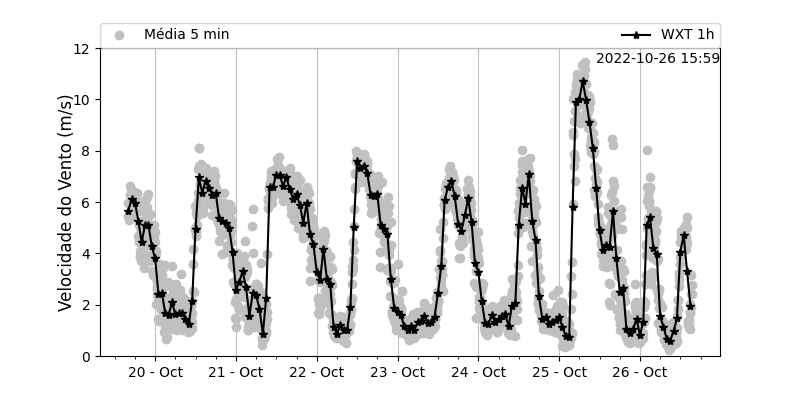 Média 5 min
WXT 1h
2022-10-26 15:59
Velocidade do Vento (m/s)
12
10
8
6
4
2
0
20 - Oct
21 - Oct
22 - Oct
23 - Oct
24 - Oct
25 - Oct
26 - Oct